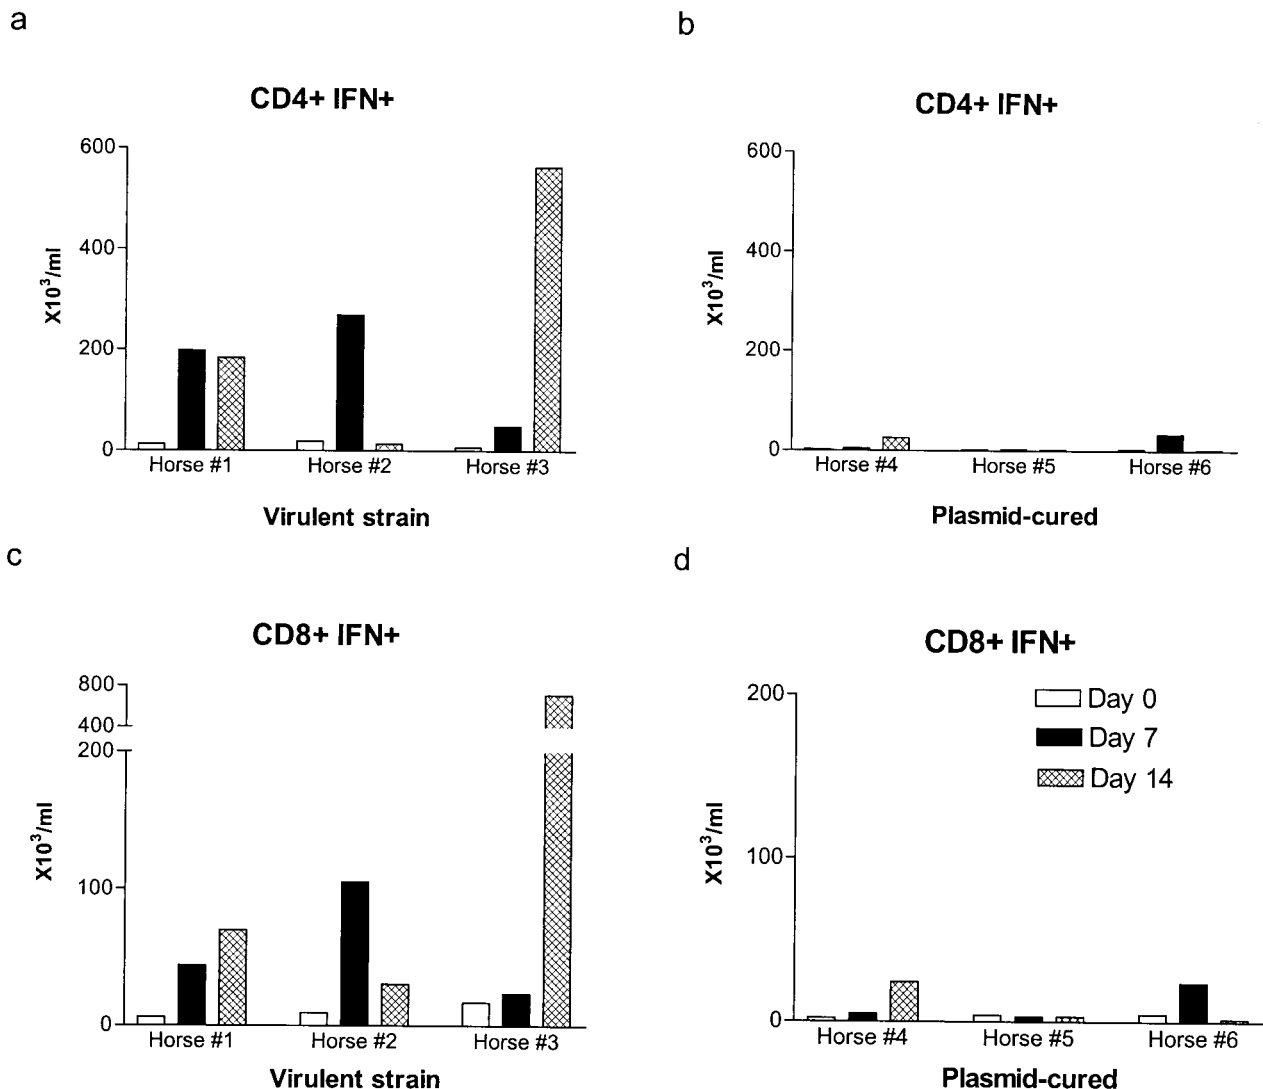 a
CD4+ IFN+
600
400
200
0
X10³/ml
Horse #1 Horse #2 Horse #3
Virulent strain
b
CD4+ IFN+
600
400
200
0
X10³/ml
Horse #4 Horse #5 Horse #6
Plasmid-cured
c
CD8+ IFN+
800
400
200
100
0
X10³/ml
Horse #1 Horse #2 Horse #3
Virulent strain
d
CD8+ IFN+
200
100
0
X10³/ml
Day 0
Day 7
Day 14
Horse #4 Horse #5 Horse #6
Plasmid-cured